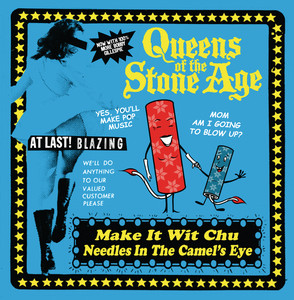 NOW WITH 100%
MORE BOBBY
GILLESPIE
Queens
of the
Stone Age
YES, YOU'LL
MAKE POP
MUSIC
MOM
AM I GOING
TO BLOW UP?
AT LAST! BLAZING
WE'LL DO
ANYTHING
TO OUR
VALUED
CUSTOMER
PLEASE
Make It Wit Chu
Needles In The Camel's Eye